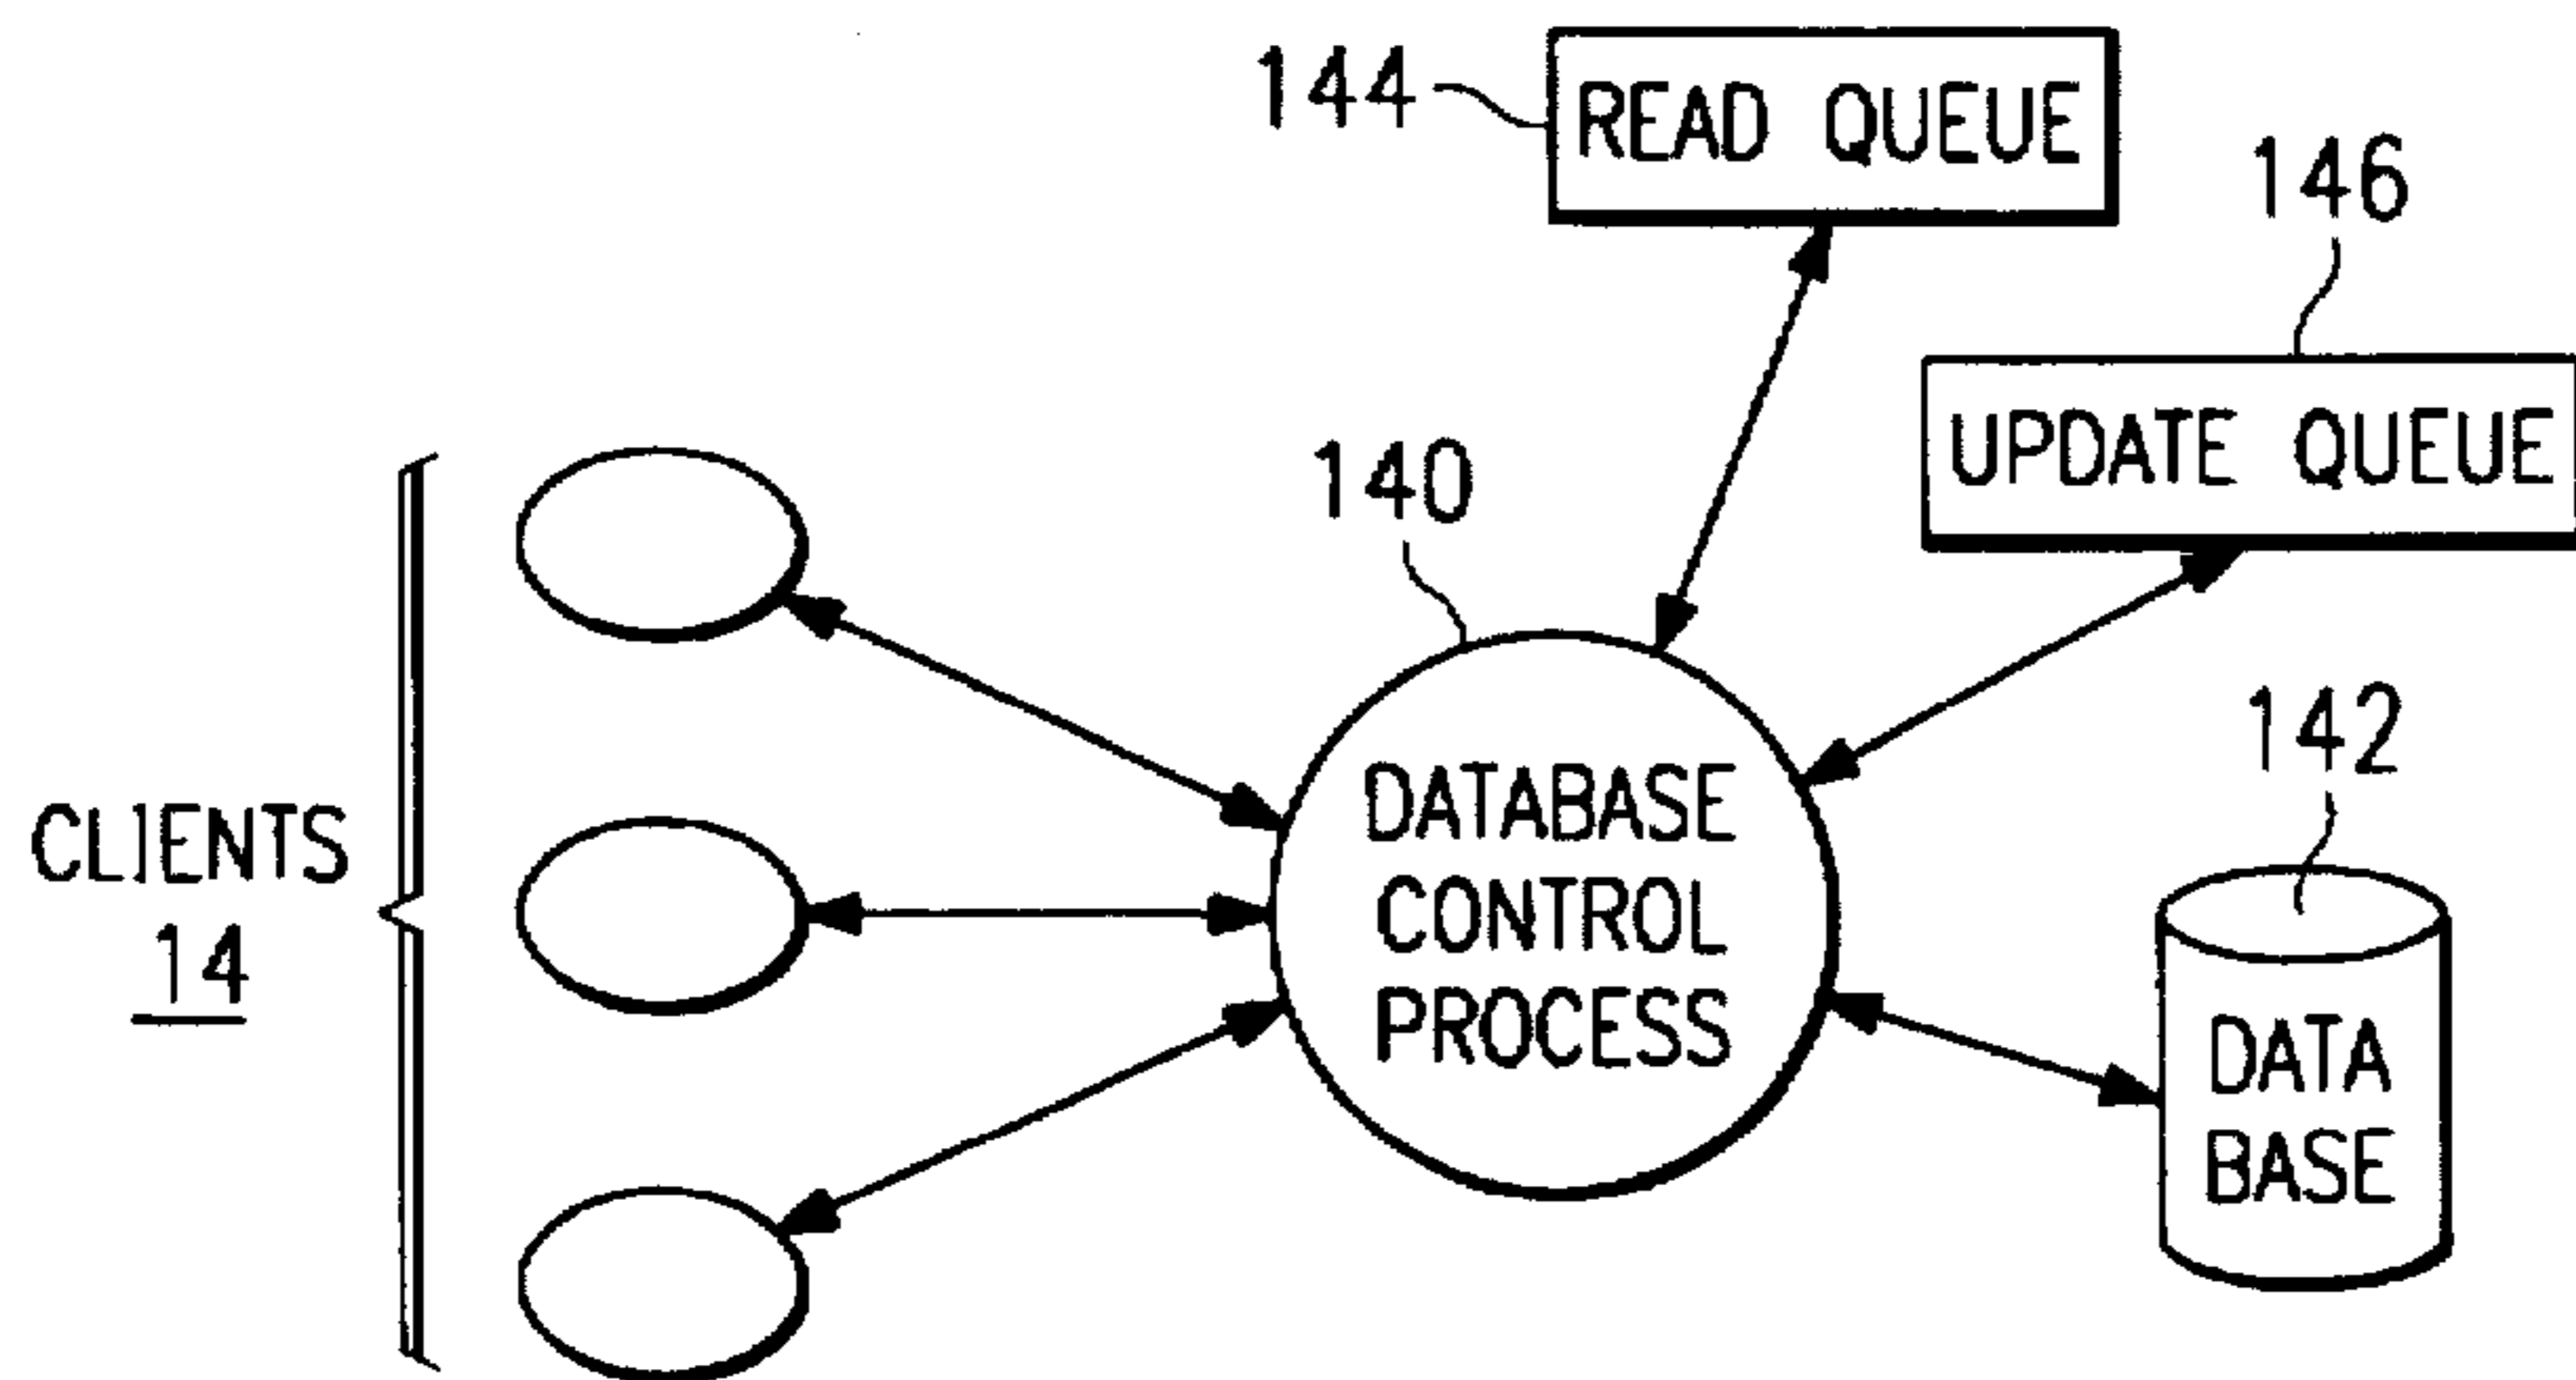 144
READ QUEUE
146
UPDATE QUEUE
140
142
CLIENTS
14
DATABASE
CONTROL
PROCESS
DATA
BASE